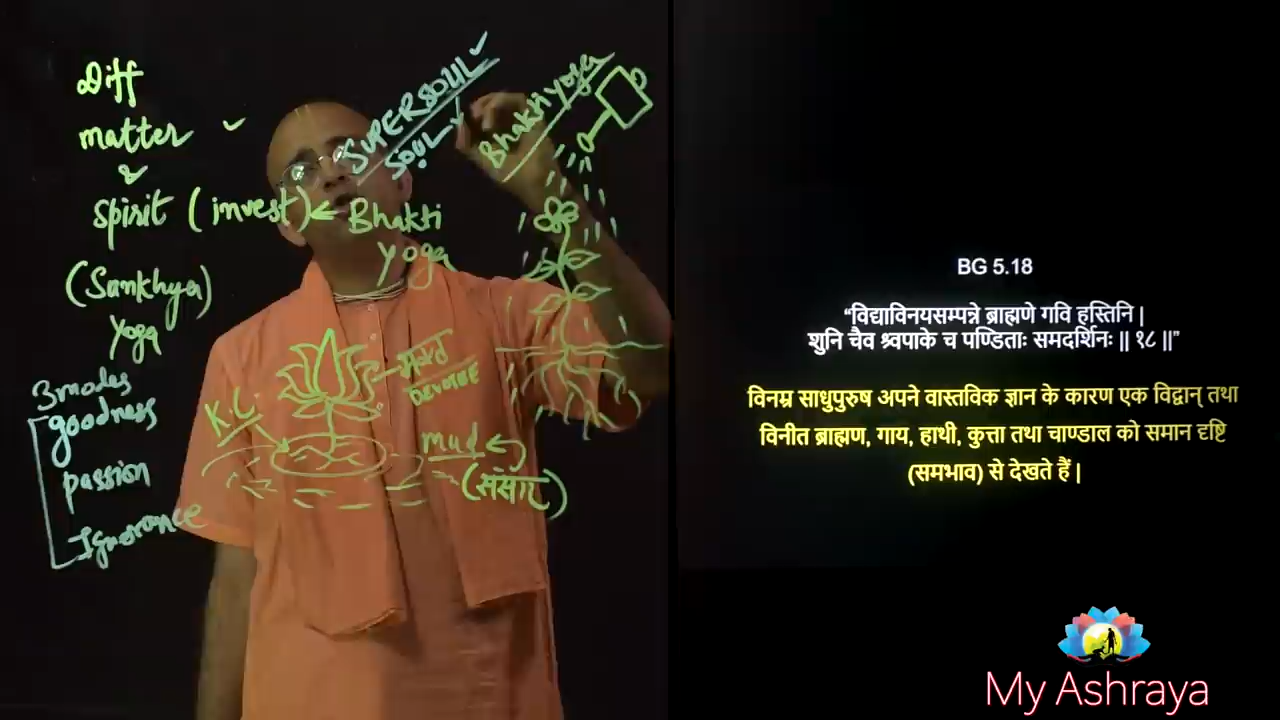 Diff
matter
&
spirit (invest) ← Bhakti
yoga
(Sankhya)
Yoga
3 modes
goodness
passion
Ignorance
SUPERSOUL
SOUL
Bhakti yoga
K.C.
भक्त
DEVOTEE
mud
(संसार)
BG 5.18
“विद्याविनयसम्पन्ने ब्राह्मणे गवि हस्तिनि |
शुनि चैव श्र्वपाके च पण्डिताः समदर्शिनः || १८ ||”
विनम्र साधुपुरुष अपने वास्तविक ज्ञान के कारण एक विद्वान् तथा
विनीत ब्राह्मण, गाय, हाथी, कुत्ता तथा चाण्डाल को समान दृष्टि
(समभाव) से देखते हैं |
My Ashraya